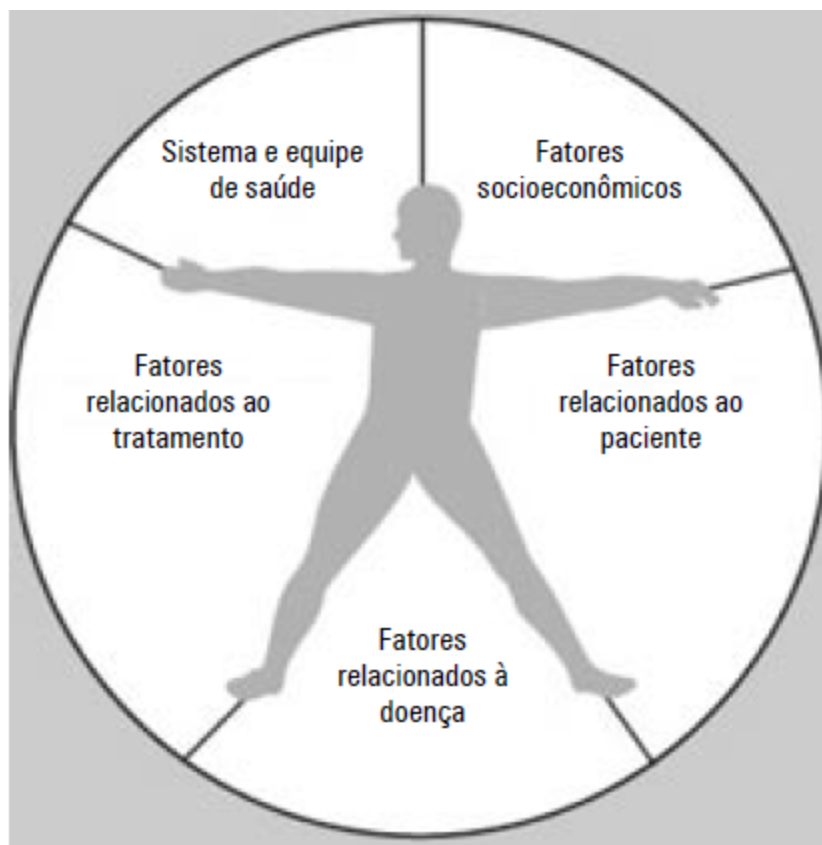 Sistema e equipe
de saúde
Fatores
socioeconômicos
Fatores
relacionados ao
tratamento
Fatores
relacionados ao
paciente
Fatores
relacionados à
doença